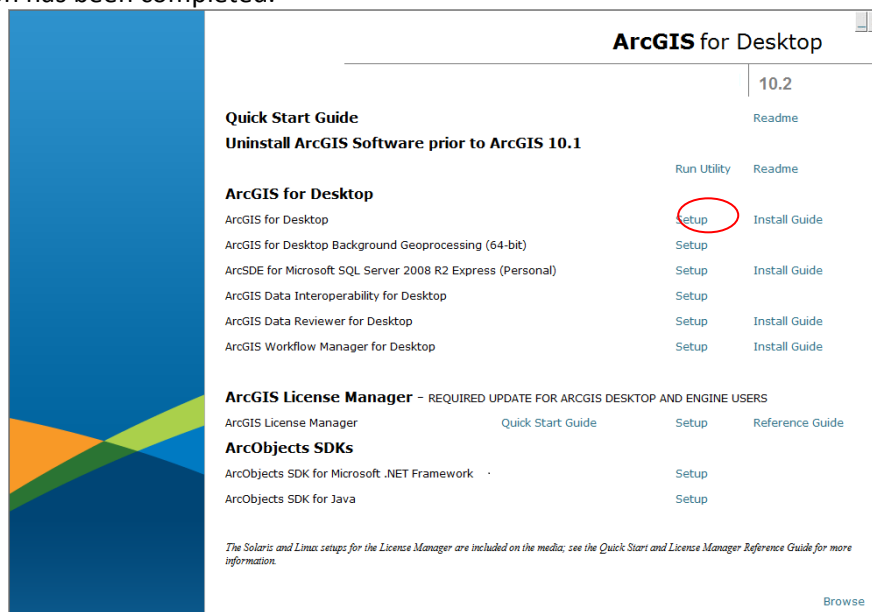 on has been completed.
ArcGIS for Desktop
10.2
Quick Start Guide Readme
Uninstall ArcGIS Software prior to ArcGIS 10.1
Run Utility Readme
ArcGIS for Desktop
ArcGIS for Desktop Setup Install Guide
ArcGIS for Desktop Background Geoprocessing (64-bit) Setup
ArcSDE for Microsoft SQL Server 2008 R2 Express (Personal) Setup Install Guide
ArcGIS Data Interoperability for Desktop Setup
ArcGIS Data Reviewer for Desktop Setup Install Guide
ArcGIS Workflow Manager for Desktop Setup Install Guide
ArcGIS License Manager - REQUIRED UPDATE FOR ARCGIS DESKTOP AND ENGINE USERS
ArcGIS License Manager Quick Start Guide Setup Reference Guide
ArcObjects SDKs
ArcObjects SDK for Microsoft .NET Framework · Setup
ArcObjects SDK for Java Setup
The Solaris and Linux setups for the License Manager are included on the media; see the Quick Start and License Manager Reference Guide for more
information.
Browse